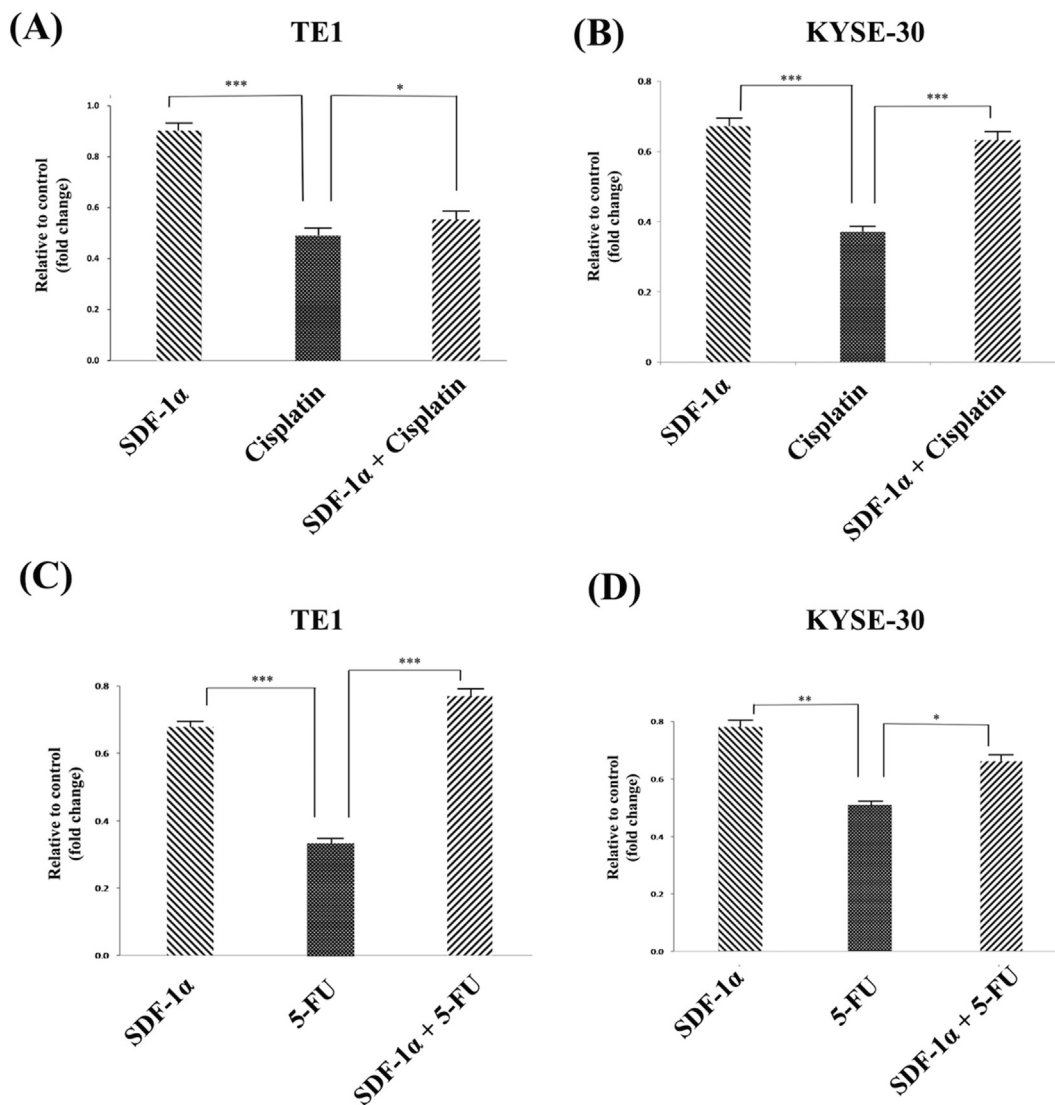 (A)
TE1
***
*
1.0
0.8
0.6
0.4
0.2
0.0
Relative to control
(fold change)
SDF-1α
Cisplatin
SDF-1α + Cisplatin
(B)
KYSE-30
***
***
0.8
0.6
0.4
0.2
0
Relative to control
(fold change)
SDF-1α
Cisplatin
SDF-1α + Cisplatin
(C)
TE1
***
***
0.8
0.6
0.4
0.2
0.0
Relative to control
(fold change)
SDF-1α
5-FU
SDF-1α + 5-FU
(D)
KYSE-30
**
*
0.8
0.6
0.4
0.2
0.0
Relative to control
(fold change)
SDF-1α
5-FU
SDF-1α + 5-FU